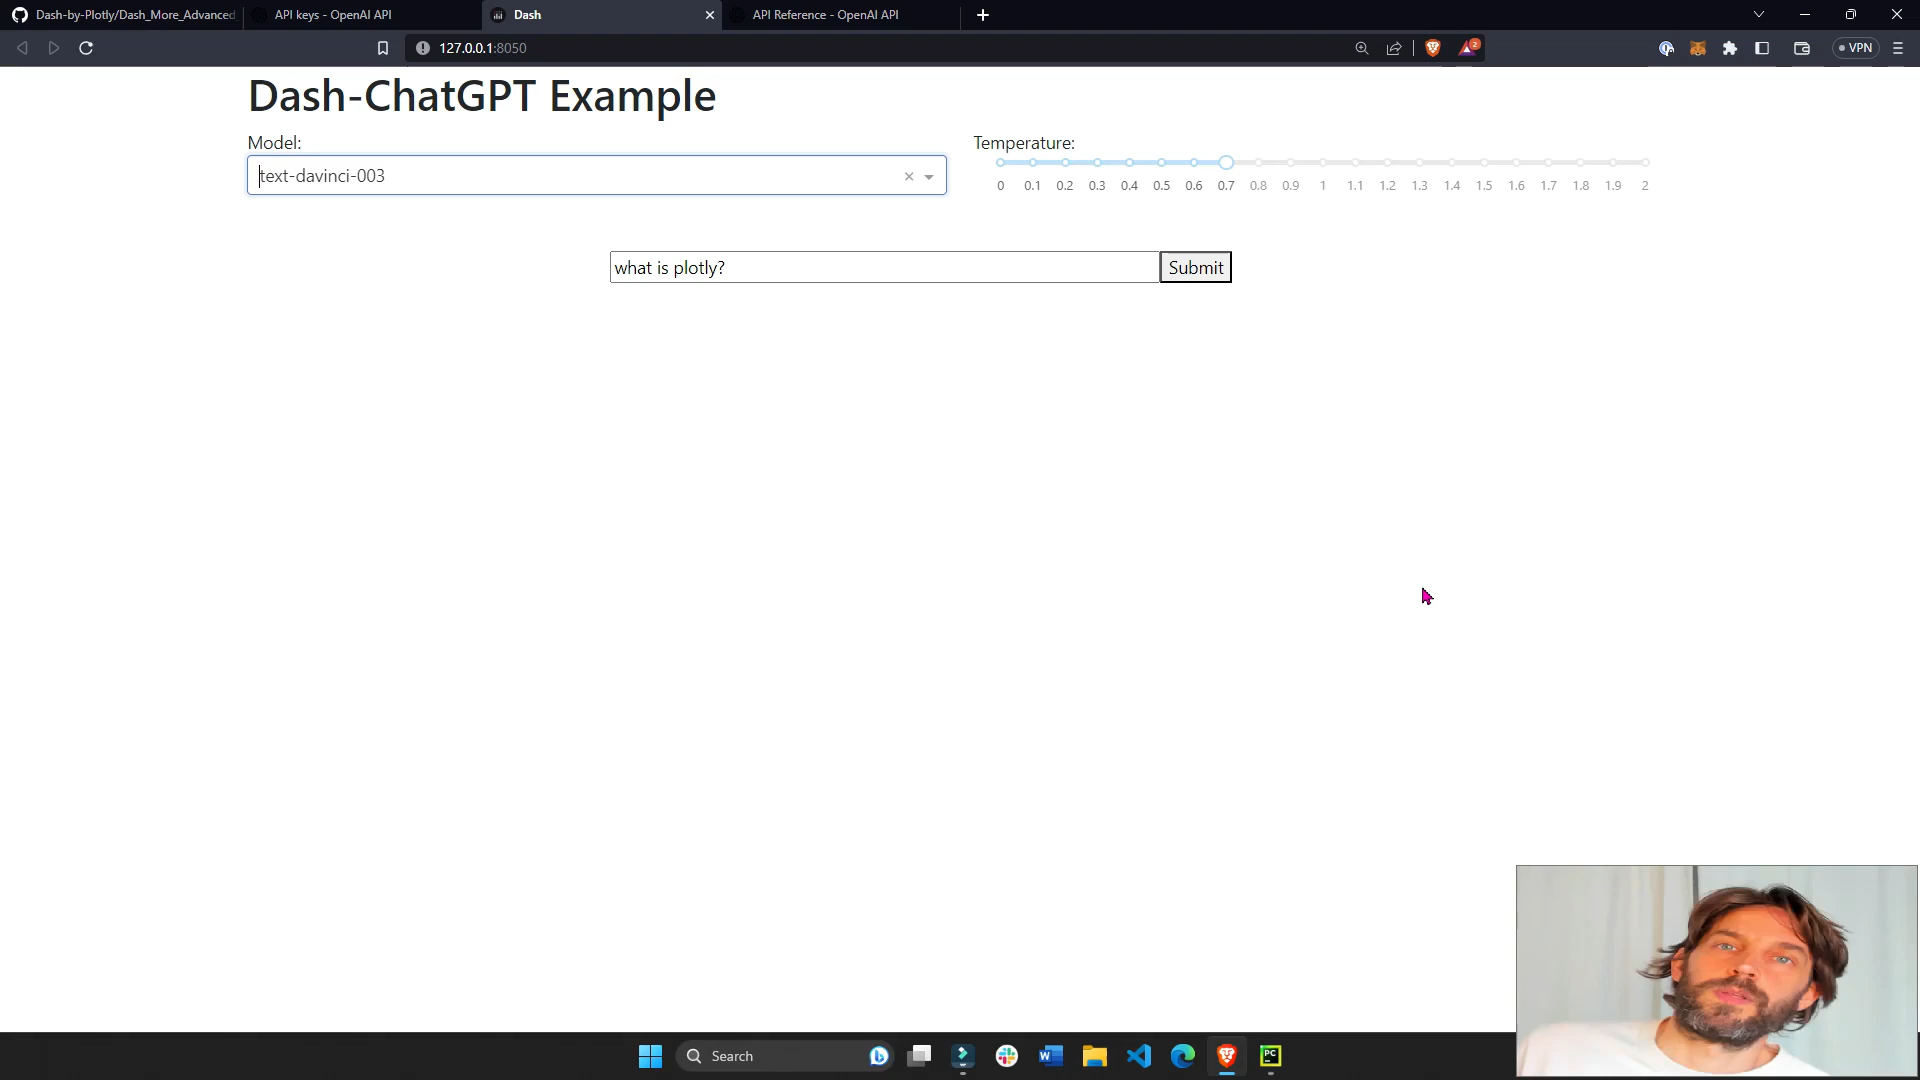 Dash-by-Plotly/Dash_More_Advanced
API keys - OpenAI API
Dash
API Reference - OpenAI API
127.0.0.1:8050
2
VPN
Dash-ChatGPT Example
Model:
text-davinci-003
Temperature:
0 0.1 0.2 0.3 0.4 0.5 0.6 0.7 0.8 0.9 1 1.1 1.2 1.3 1.4 1.5 1.6 1.7 1.8 1.9 2
what is plotly?
Submit
Search
W
PC